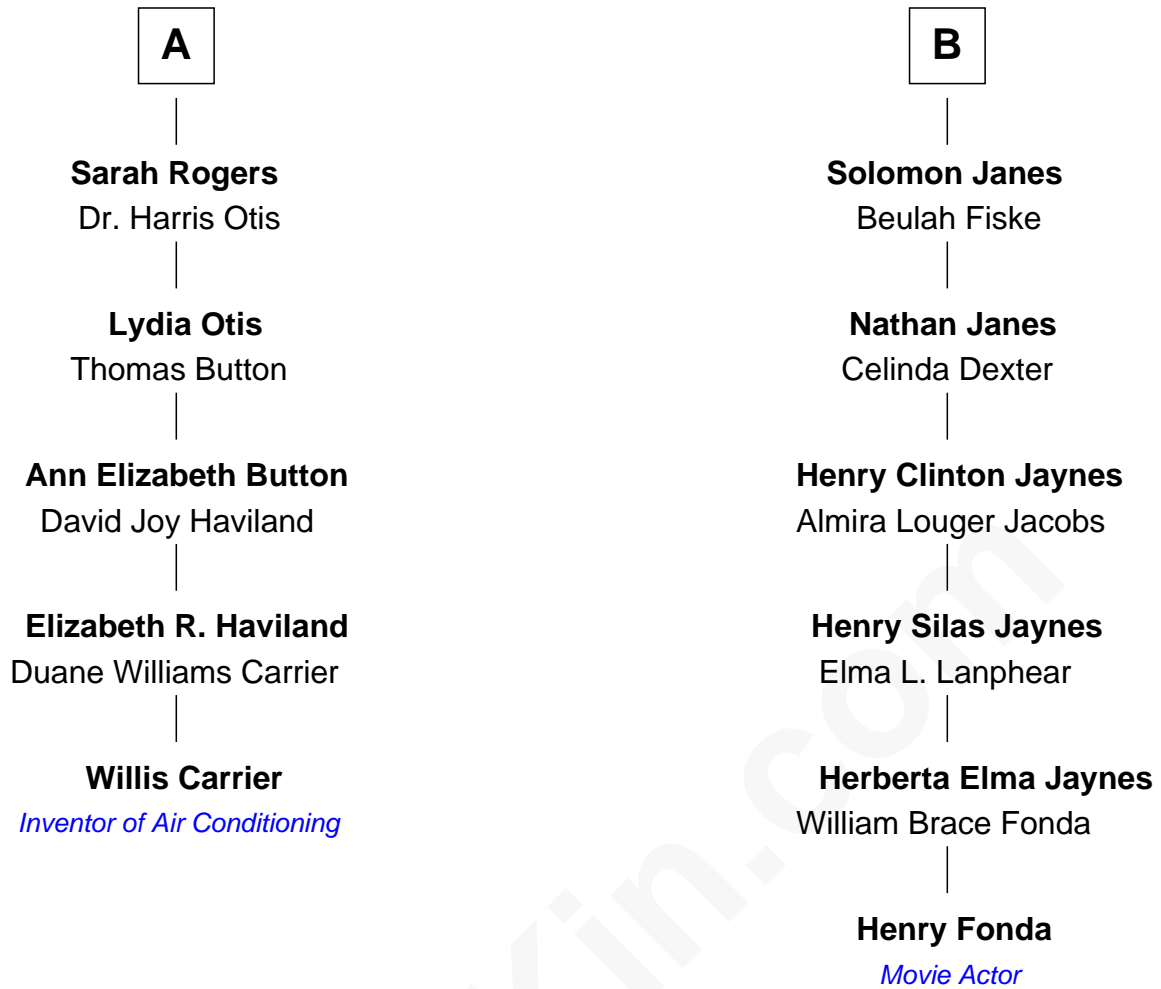 A
Sarah Rogers
Dr. Harris Otis
Lydia Otis
Thomas Button
Ann Elizabeth Button
David Joy Haviland
Elizabeth R. Haviland
Duane Williams Carrier
Willis Carrier
Inventor of Air Conditioning
B
Solomon Janes
Beulah Fiske
Nathan Janes
Celinda Dexter
Henry Clinton Jaynes
Almira Louger Jacobs
Henry Silas Jaynes
Elma L. Lanphear
Herberta Elma Jaynes
William Brace Fonda
Henry Fonda
Movie Actor
Kin.com